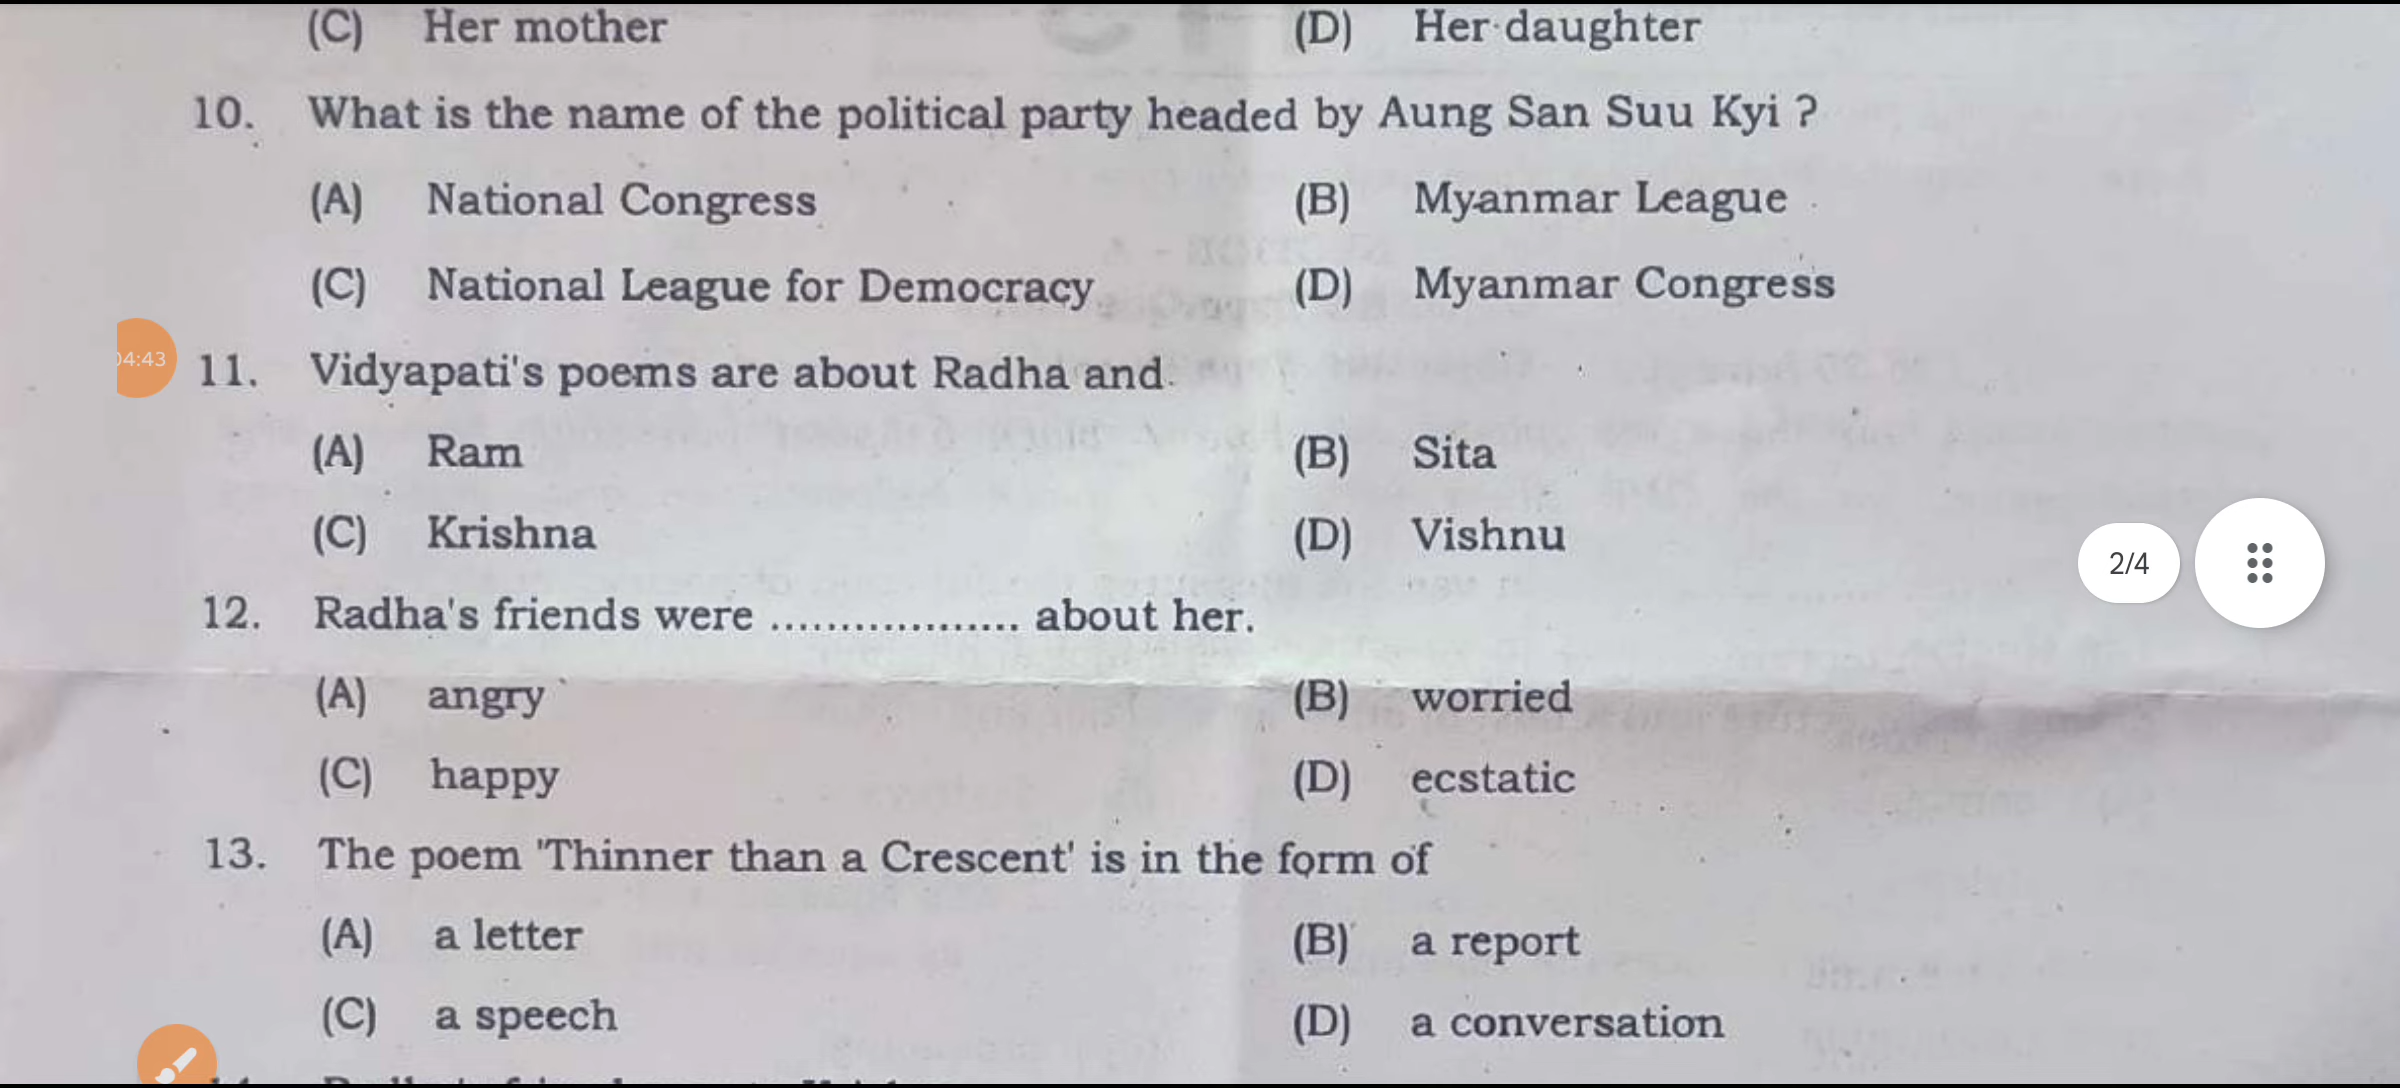 (C) Her mother (D) Her daughter
10. What is the name of the political party headed by Aung San Suu Kyi ?
(A) National Congress (B) Myanmar League
(C) National League for Democracy (D) Myanmar Congress
04:43
11. Vidyapati's poems are about Radha and
(A) Ram (B) Sita
(C) Krishna (D) Vishnu
2/4
12. Radha's friends were .................. about her.
(A) angry (B) worried
(C) happy (D) ecstatic
13. The poem 'Thinner than a Crescent' is in the form of
(A) a letter (B) a report
(C) a speech (D) a conversation